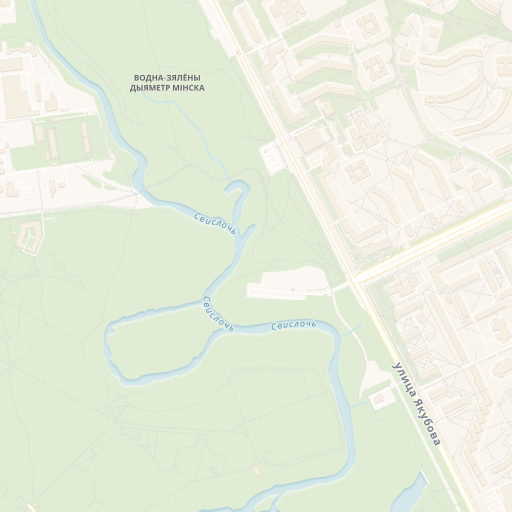 ВОДНА-ЗЯЛЁНЫ
ДЫЯМЕТР МІНСКА
Свислочь
Свислочь
Свислочь
улица Якубова